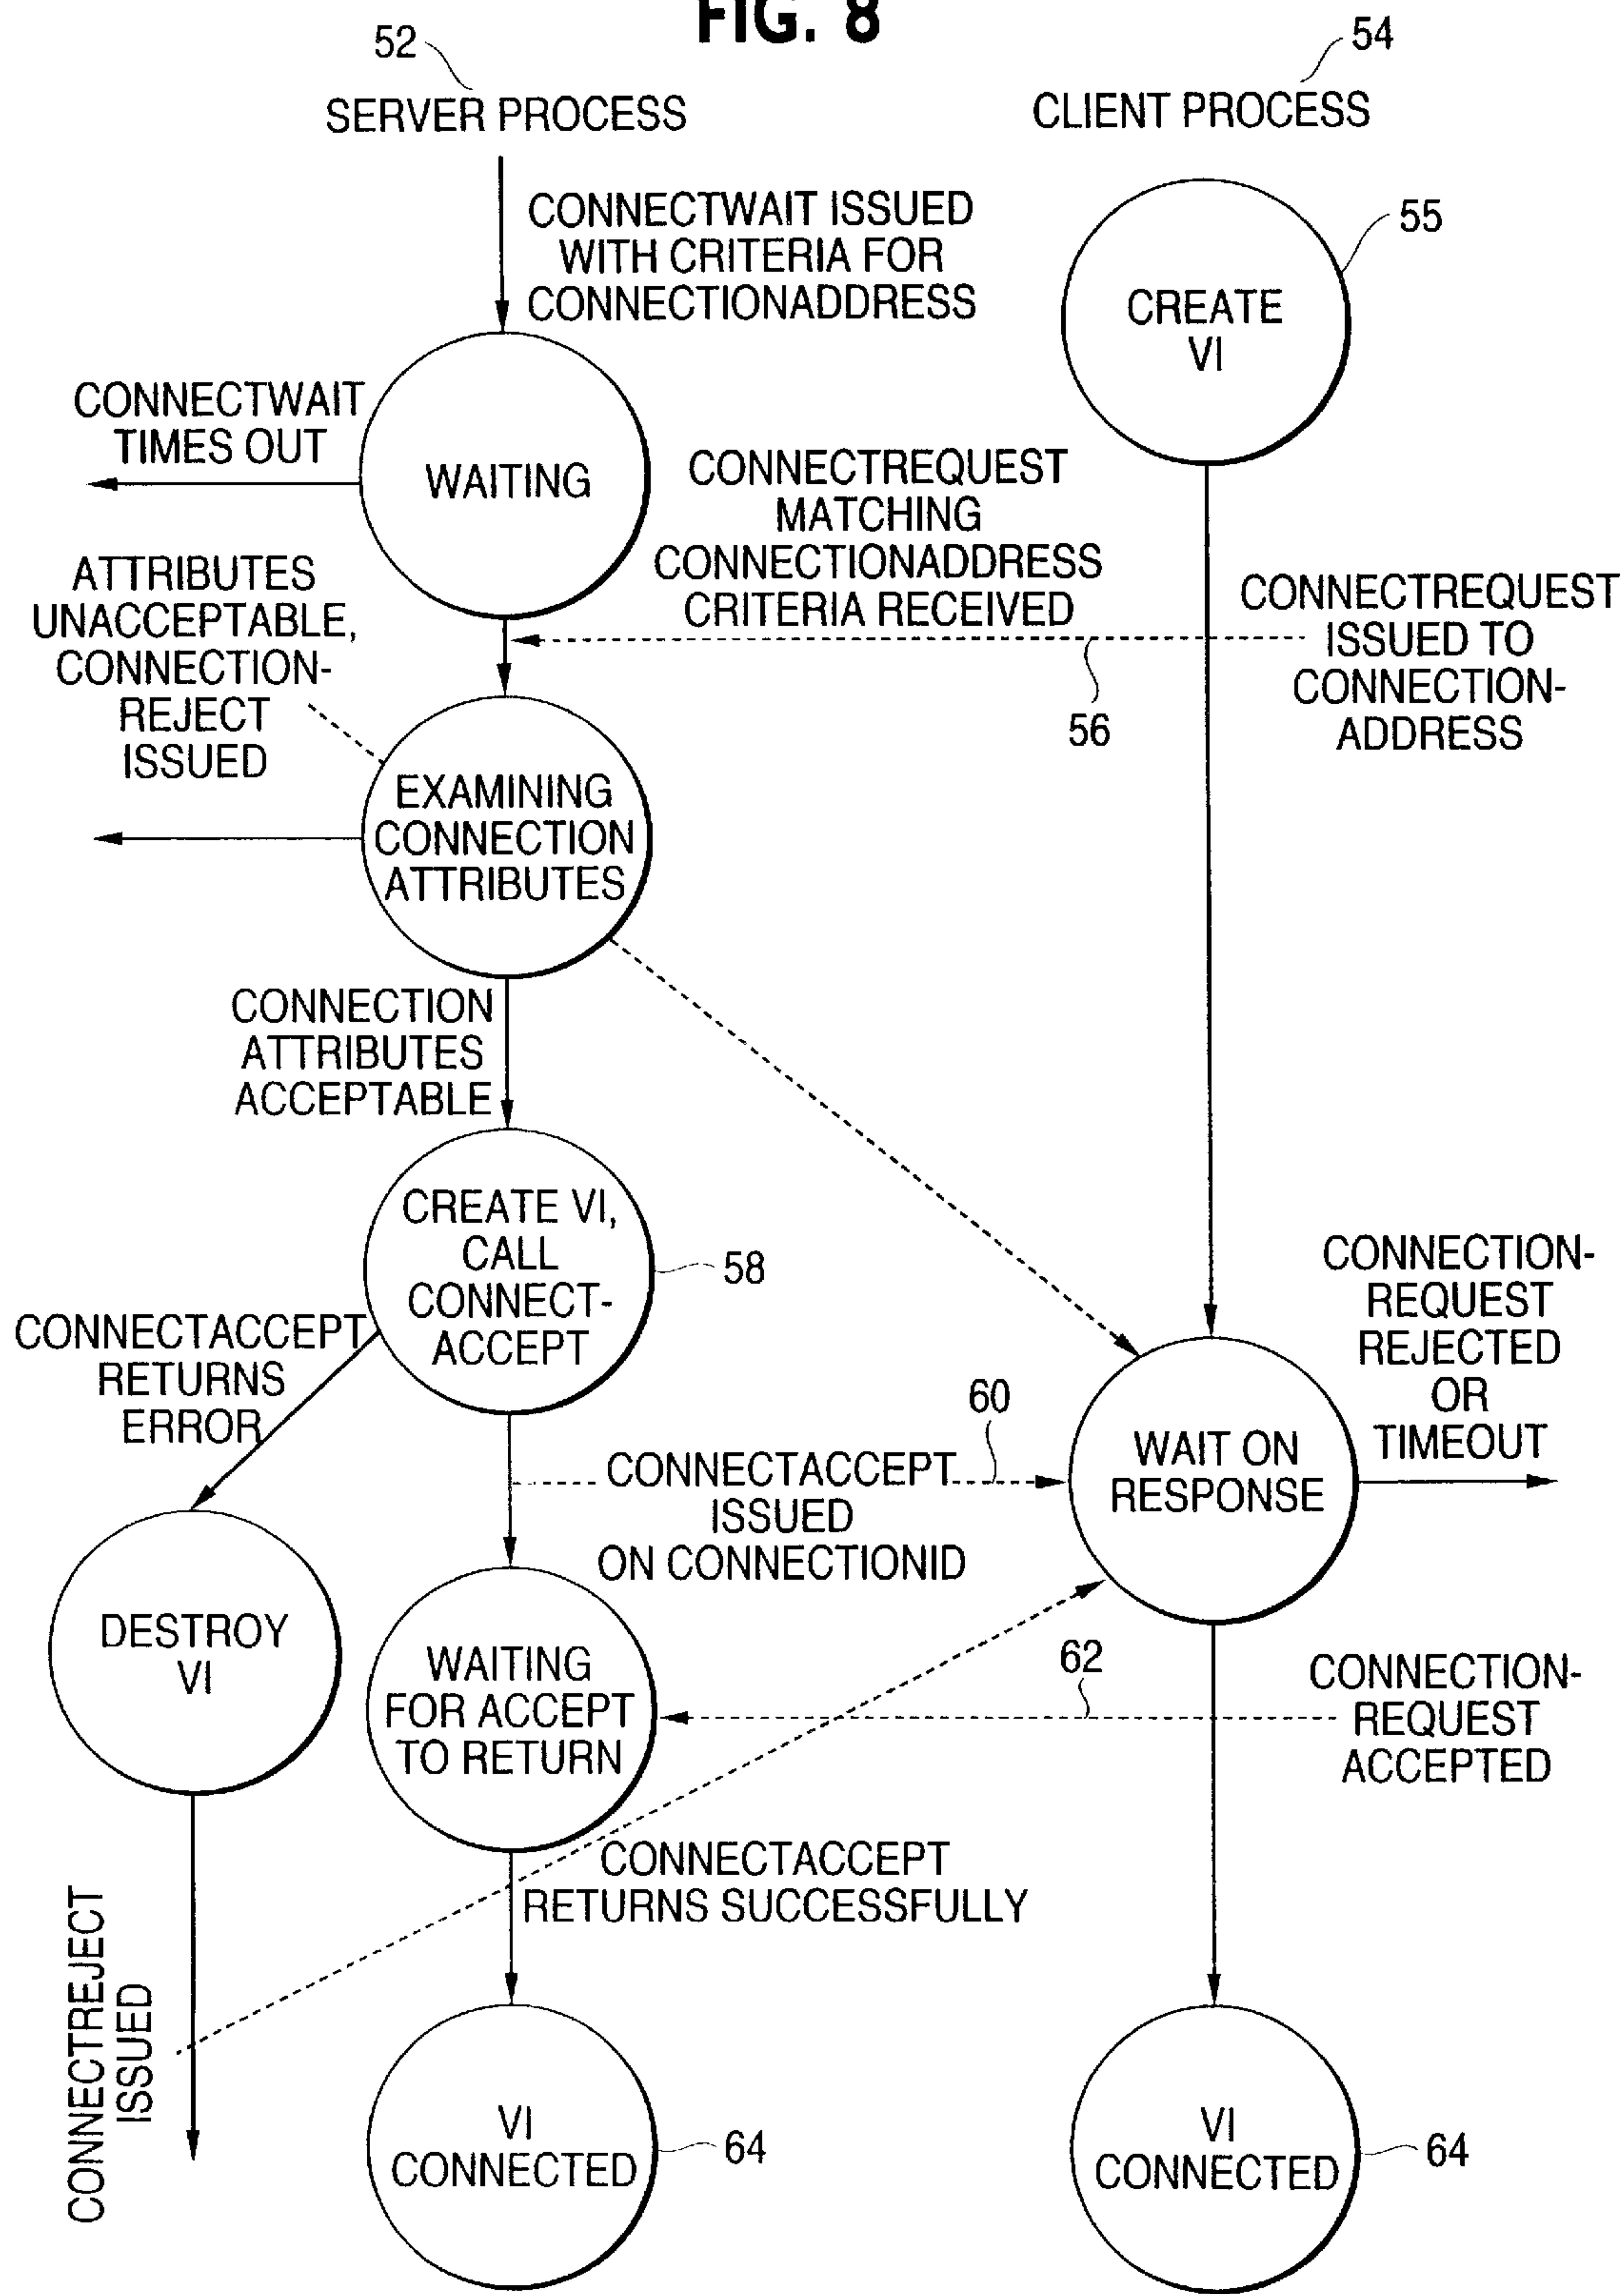 FIG. 8
52
54
SERVER PROCESS
CLIENT PROCESS
CONNECTWAIT ISSUED
WITH CRITERIA FOR
CONNECTIONADDRESS
55
CREATE
VI
CONNECTWAIT
TIMES OUT
WAITING
CONNECTREQUEST
MATCHING
CONNECTIONADDRESS
CRITERIA RECEIVED
CONNECTREQUEST
ISSUED TO
CONNECTION-
ADDRESS
56
ATTRIBUTES
UNACCEPTABLE,
CONNECTION-
REJECT
ISSUED
EXAMINING
CONNECTION
ATTRIBUTES
CONNECTION
ATTRIBUTES
ACCEPTABLE
CREATE VI,
CALL
CONNECT-
ACCEPT
58
CONNECTACCEPT
RETURNS
ERROR
CONNECTION-
REQUEST
REJECTED
OR
TIMEOUT
60
CONNECTACCEPT
ISSUED
ON CONNECTIONID
WAIT ON
RESPONSE
DESTROY
VI
WAITING
FOR ACCEPT
TO RETURN
62
CONNECTION-
REQUEST
ACCEPTED
CONNECTACCEPT
RETURNS SUCCESSFULLY
CONNECTREJECT
ISSUED
VI
CONNECTED
64
VI
CONNECTED
64